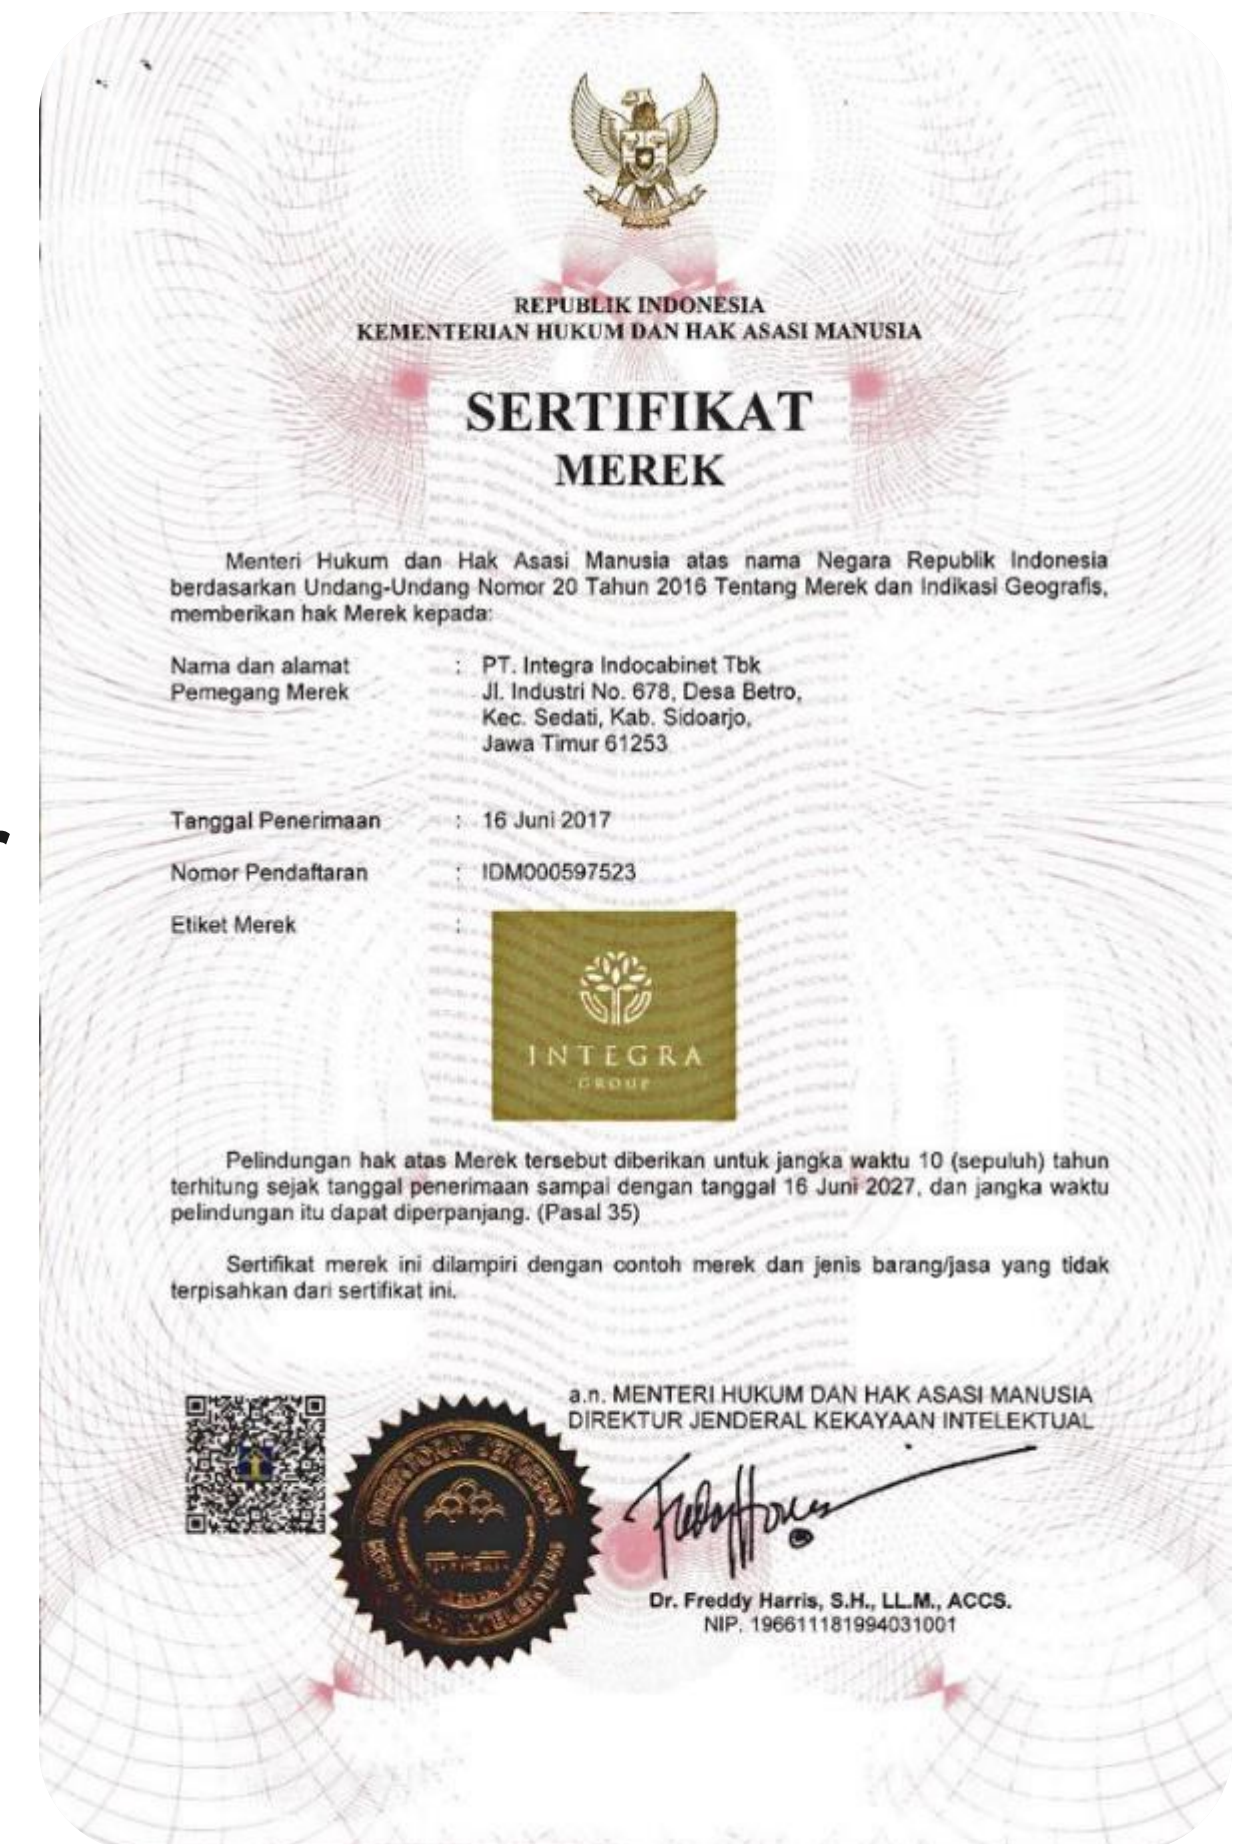 REPUBLIK INDONESIA
KEMENTERIAN HUKUM DAN HAK ASASI MANUSIA
SERTIFIKAT
MEREK
Menteri Hukum dan Hak Asasi Manusia atas nama Negara Republik Indonesia
berdasarkan Undang-Undang Nomor 20 Tahun 2016 Tentang Merek dan Indikasi Geografis,
memberikan hak Merek kepada:
Nama dan alamat : PT. Integra Indocabinet Tbk
Pemegang Merek Jl. Industri No. 678, Desa Betro,
Kec. Sedati, Kab. Sidoarjo,
Jawa Timur 61253
Tanggal Penerimaan : 16 Juni 2017
Nomor Pendaftaran : IDM000597523
Etiket Merek :
INTEGRA
GROUP
Pelindungan hak atas Merek tersebut diberikan untuk jangka waktu 10 (sepuluh) tahun
terhitung sejak tanggal penerimaan sampai dengan tanggal 16 Juni 2027, dan jangka waktu
pelindungan itu dapat diperpanjang. (Pasal 35)
Sertifikat merek ini dilampiri dengan contoh merek dan jenis barang/jasa yang tidak
terpisahkan dari sertifikat ini.
a.n. MENTERI HUKUM DAN HAK ASASI MANUSIA
DIREKTUR JENDERAL KEKAYAAN INTELEKTUAL
DIREKTORAT JENDERAL
Dr. Freddy Harris, S.H., LL.M., ACCS.
NIP. 196611181994031001